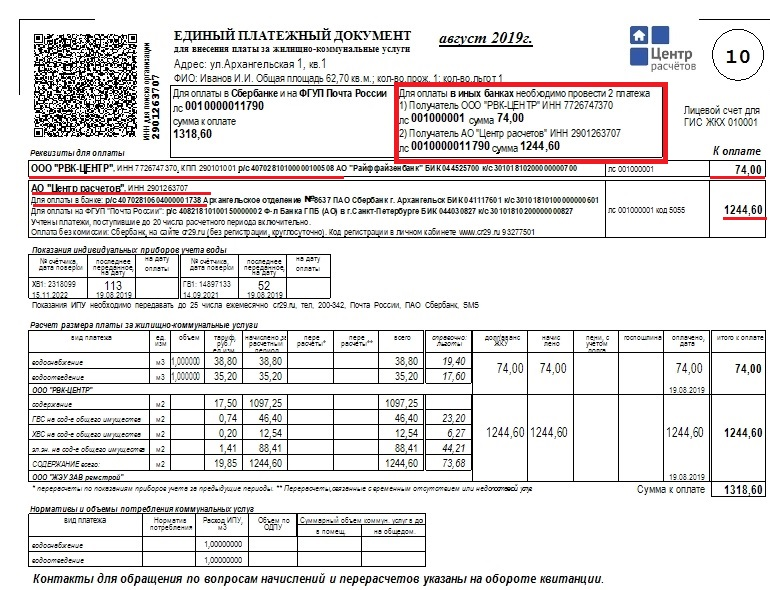 ЕДИНЫЙ ПЛАТЕЖНЫЙ ДОКУМЕНТ
август 2019г.
для внесения платы за жилищно-коммунальные услуги
Центр расчётов
10
Адрес: ул.Архангельская 1, кв.1
ФИО: Иванов И.И. Общая площадь 62,70 кв.м.; кол-во.прож. 1; кол-во.льгот 1
ИНН для поиска организации 2901263707
Для оплаты в Сбербанке и на ФГУП Почта России
лс 0010000011790
сумма к оплате
1318,60
Для оплаты в иных банках необходимо провести 2 платежа
1) Получатель ООО "РВК-ЦЕНТР" ИНН 7726747370
лс 001000001 сумма 74,00
2) Получатель АО "Центр расчетов" ИНН 2901263707
лс 0010000011790 сумма 1244,60
Лицевой счет для ГИС ЖКХ 010001
Реквизиты для оплаты
К оплате
ООО "РВК-ЦЕНТР", ИНН 7726747370, КПП 290101001 р/с 40702810100000100508 АО "Райффайзенбанк" БИК 044525700 к/с 30101810200000000700 лс 001000001 74,00
АО "Центр расчетов", ИНН 2901263707
Для оплаты в банке: р/с 40702810604000001738 Архангельское отделение №8637 ПАО Сбербанк г. Архангельск БИК 041117601 к/с 30101810100000000601
Для оплаты на ФГУП "Почта России": р/с 40821810100150000002 Ф-л Банка ГПБ (АО) в г.Санкт-Петербурге БИК 044030827 к/с 30101810200000000827 лс 001000001 код 5055 1244,60
Учтены платежи, поступившие до 20 числа расчетного периода включительно.
Оплата без комиссии: Сбербанк, на сайте cr29.ru (без регистрации, круглосуточно). Код регистрации в личном кабинете www.cr29.ru 93277501
Показания индивидуальных приборов учета воды
№ счётчика, дата поверки последнее переданное, на дату на дату оплаты № счётчика, дата поверки последнее переданное, на дату на дату оплаты
ХВ1: 2318099 113 ГВ1: 14897133 52
15.11.2022 19.08.2019 14.09.2021 19.08.2019
Показания ИПУ необходимо передавать до 25 числа ежемесячно cr29.ru, тел, 200-342, Почта России, ПАО Сбербанк, SMS
Расчет размера платы за жилищно-коммунальные услуги
вид платежа ед. изм объем тариф, руб./ ед.изм начислено за расчетный период пере расчеты* пере расчеты** всего справочно: льготы долг/аванс ЖКУ начис лено пени, с учетом долга госпошлина оплачено, дата итого к оплате
водоснабжение м3 1,000000 38,80 38,80 38,80 19,40
74,00 74,00 74,00 74,00
водоотведение м3 1,000000 35,20 35,20 35,20 17,60
ООО "РВК-ЦЕНТР" 19.08.2019
содержание м2 17,50 1097,25 1097,25
ГВС на сод-е общего имущества м2 0,74 46,40 46,40 23,20
ХВС на сод-е общего имущества м2 0,20 12,54 12,54 6,27
1244,60 1244,60 1244,60 1244,60
эл.эн. на сод-е общего имущества м2 1,41 88,41 88,41 44,21
СОДЕРЖАНИЕ всего: м2 19,85 1244,60 1244,60 73,68
ООО "ЖЭУ ЗАВ ремстрой" 19.08.2019
* перерасчеты по показаниям приборов учета за предыдущие периоды. ** Перерасчеты, связанные с временным отсутствием или недопоставкой услуг
Сумма к оплате 1318,60
Нормативы и объемы потребления коммунальных услуг
вид платежа Норматив потребления Расход ИПУ, м3 Объем по ОДПУ Суммарный объем коммун. услуг в до
в помещ. на общедом.
водоснабжение 1,00000000
водоотведение 1,00000000
Контакты для обращения по вопросам начислений и перерасчетов указаны на обороте квитанции.